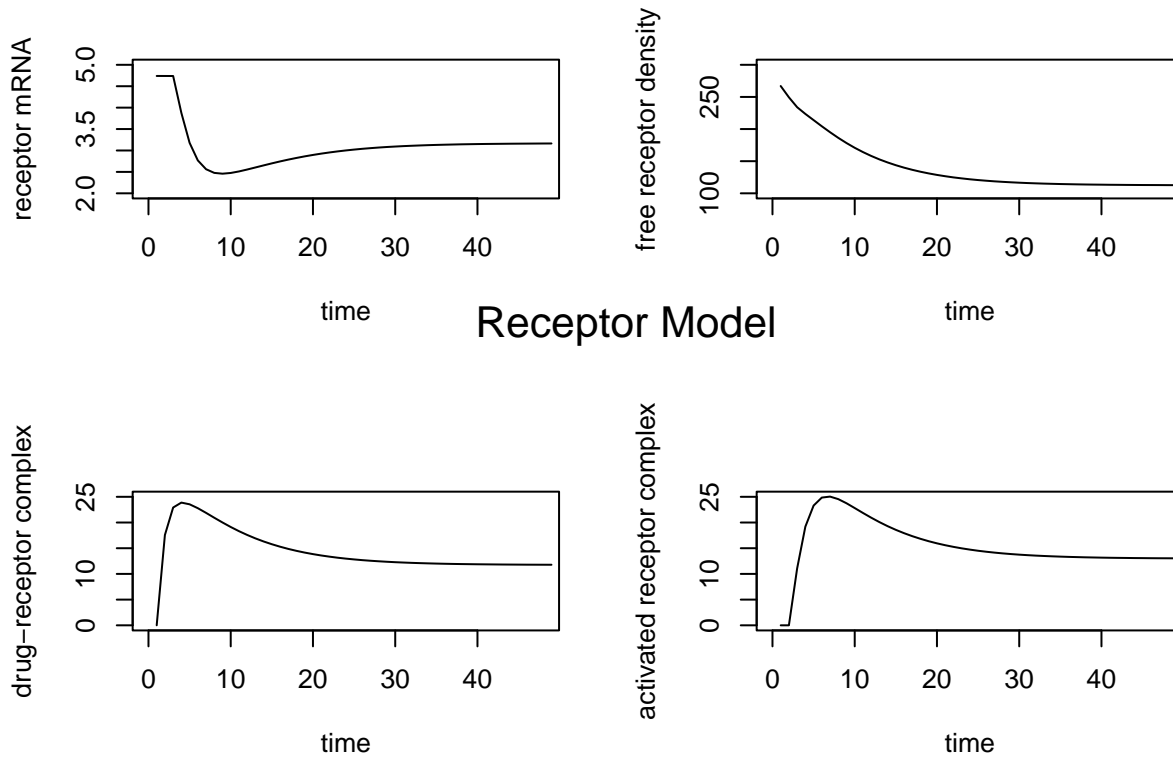 receptor mRNA
5.0
3.5
2.0
0 10 20 30 40
time
free receptor density
250
100
0 10 20 30 40
time
Receptor Model
drug−receptor complex
25
10
0
0 10 20 30 40
time
activated receptor complex
25
10
0
0 10 20 30 40
time